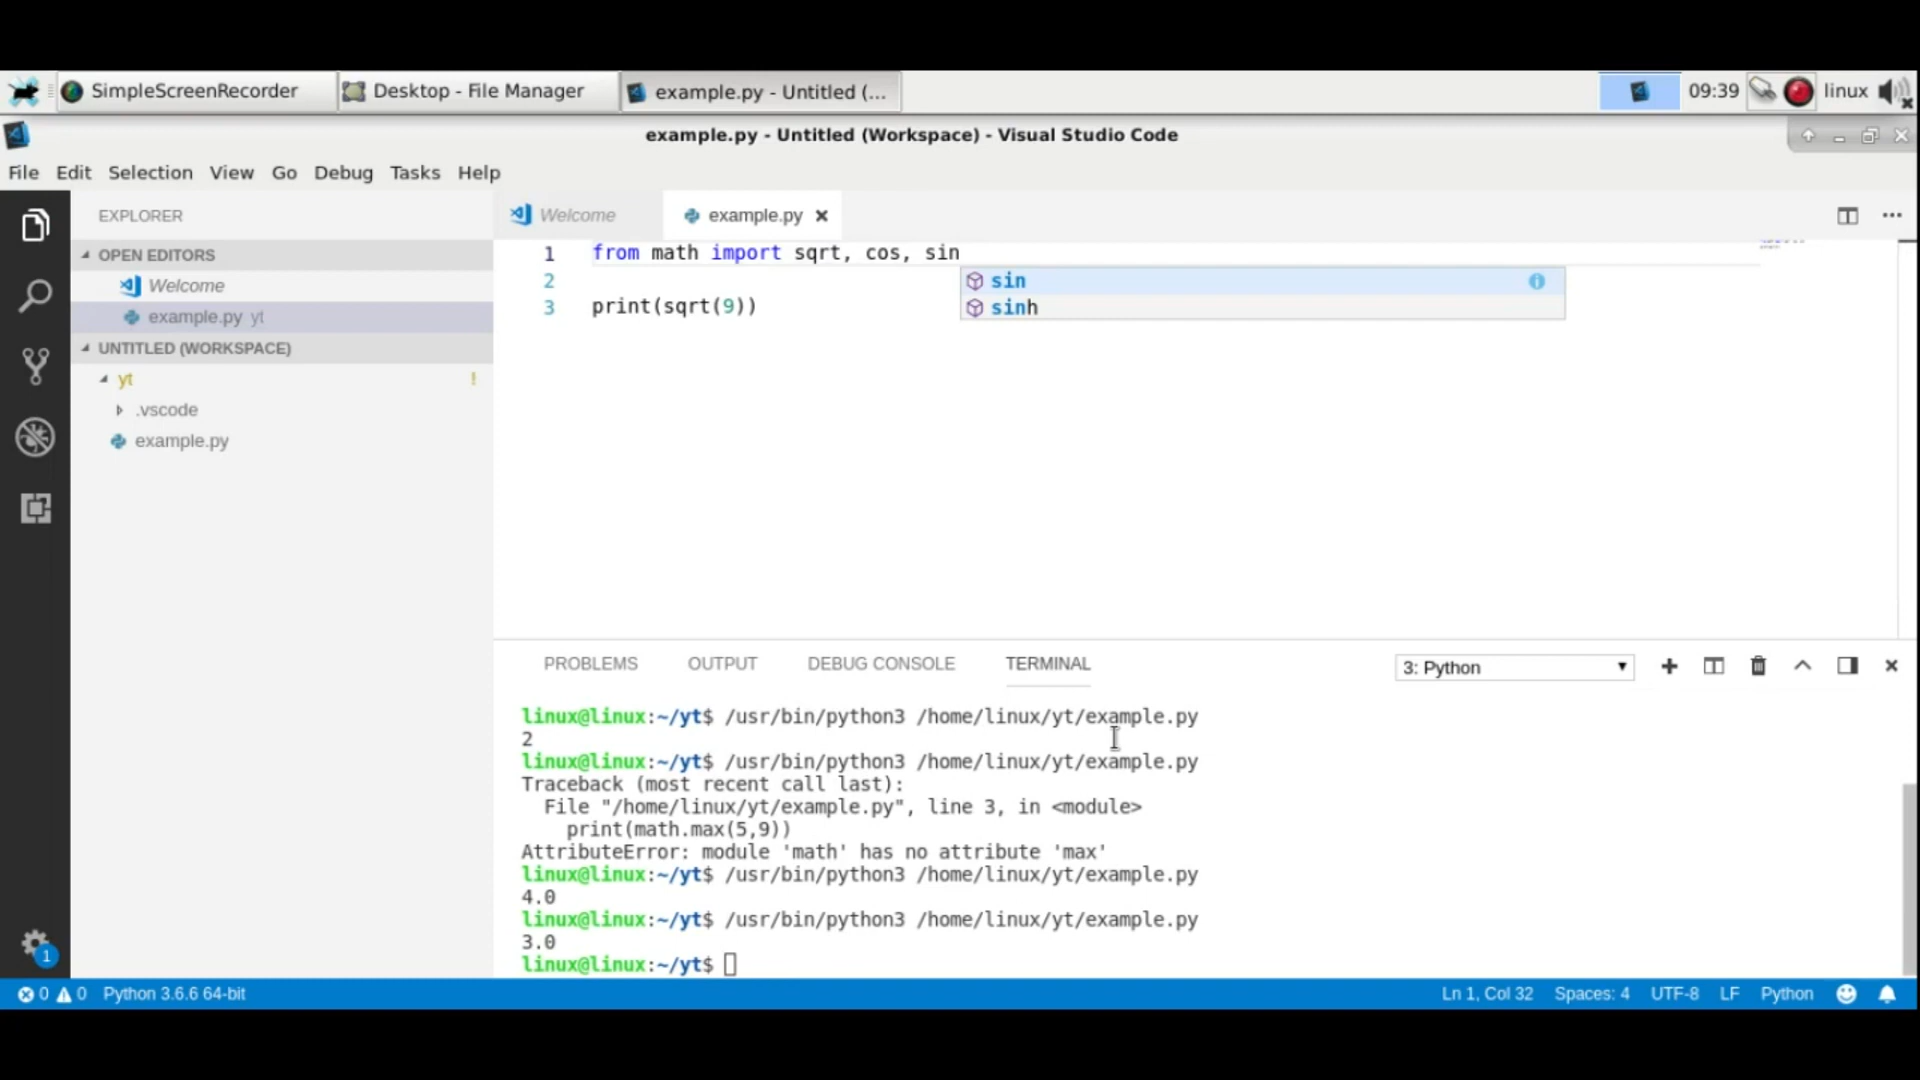 SimpleScreenRecorder
Desktop - File Manager
example.py - Untitled (...
09:39
linux
example.py - Untitled (Workspace) - Visual Studio Code
File Edit Selection View Go Debug Tasks Help
EXPLORER
OPEN EDITORS
Welcome
example.py yt
UNTITLED (WORKSPACE)
yt !
.vscode
example.py
Welcome
example.py
1 from math import sqrt, cos, sin
2
3 print(sqrt(9))
sin
sinh
PROBLEMS OUTPUT DEBUG CONSOLE TERMINAL
3: Python
linux@linux:~/yt$ /usr/bin/python3 /home/linux/yt/example.py
2
linux@linux:~/yt$ /usr/bin/python3 /home/linux/yt/example.py
Traceback (most recent call last):
File "/home/linux/yt/example.py", line 3, in <module>
print(math.max(5,9))
AttributeError: module 'math' has no attribute 'max'
linux@linux:~/yt$ /usr/bin/python3 /home/linux/yt/example.py
4.0
linux@linux:~/yt$ /usr/bin/python3 /home/linux/yt/example.py
3.0
linux@linux:~/yt$
1
0 0 Python 3.6.6 64-bit
Ln 1, Col 32 Spaces: 4 UTF-8 LF Python